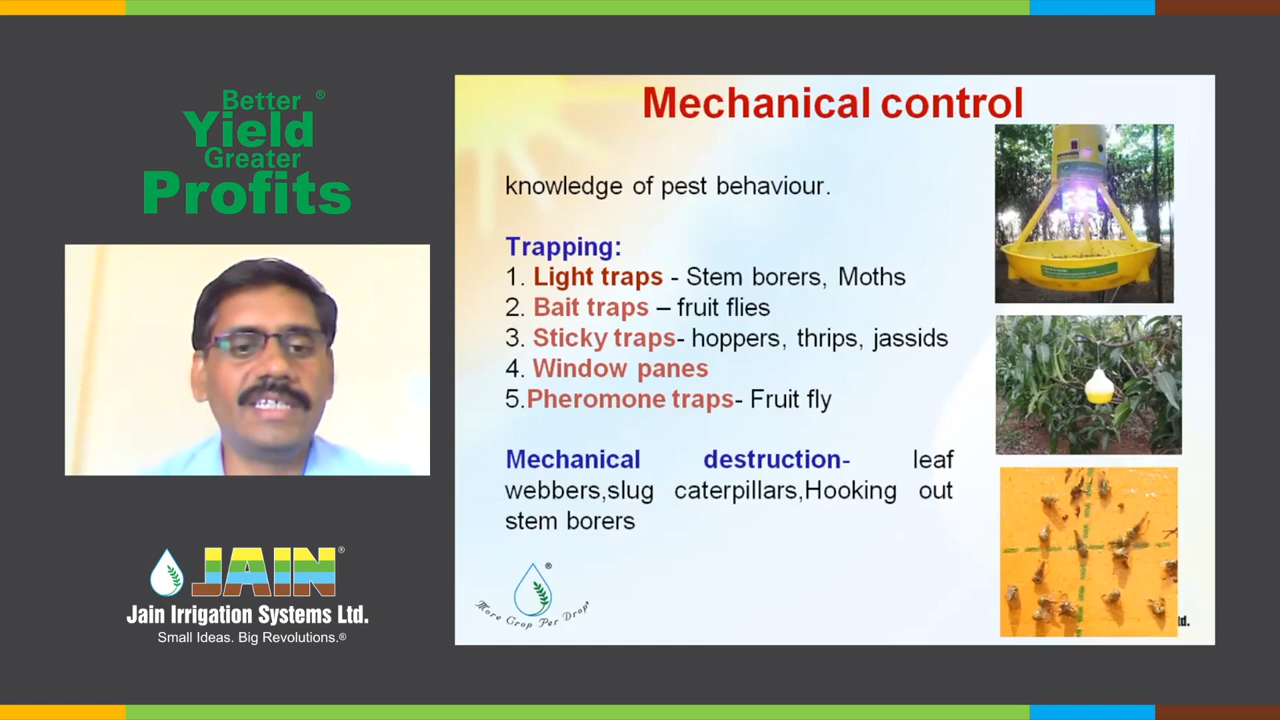 Better ®
Yield
Greater
Profits
JAIN®
Jain Irrigation Systems Ltd.
Small Ideas. Big Revolutions.®
Mechanical control
knowledge of pest behaviour.
Trapping:
1. Light traps - Stem borers, Moths
2. Bait traps – fruit flies
3. Sticky traps- hoppers, thrips, jassids
4. Window panes
5.Pheromone traps- Fruit fly
Mechanical destruction- leaf
webbers,slug caterpillars,Hooking out
stem borers
®
More Crop Per Drop®
td.